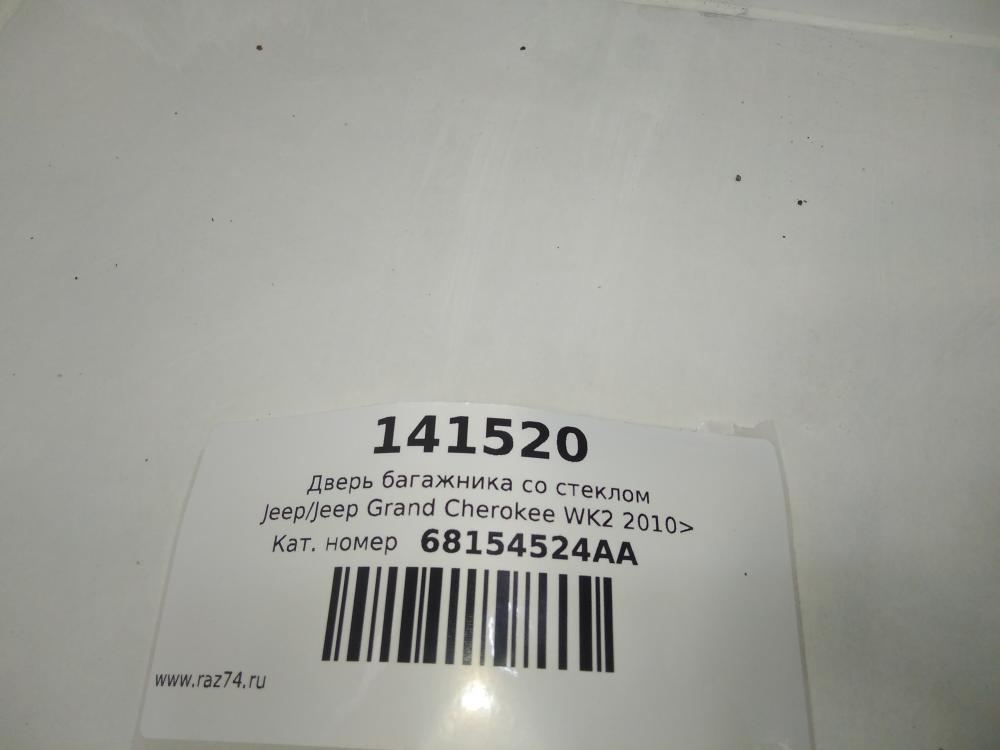 141520
Дверь багажника со стеклом
Jeep/Jeep Grand Cherokee WK2 2010>
Кат. номер 68154524AA
www.raz74.ru